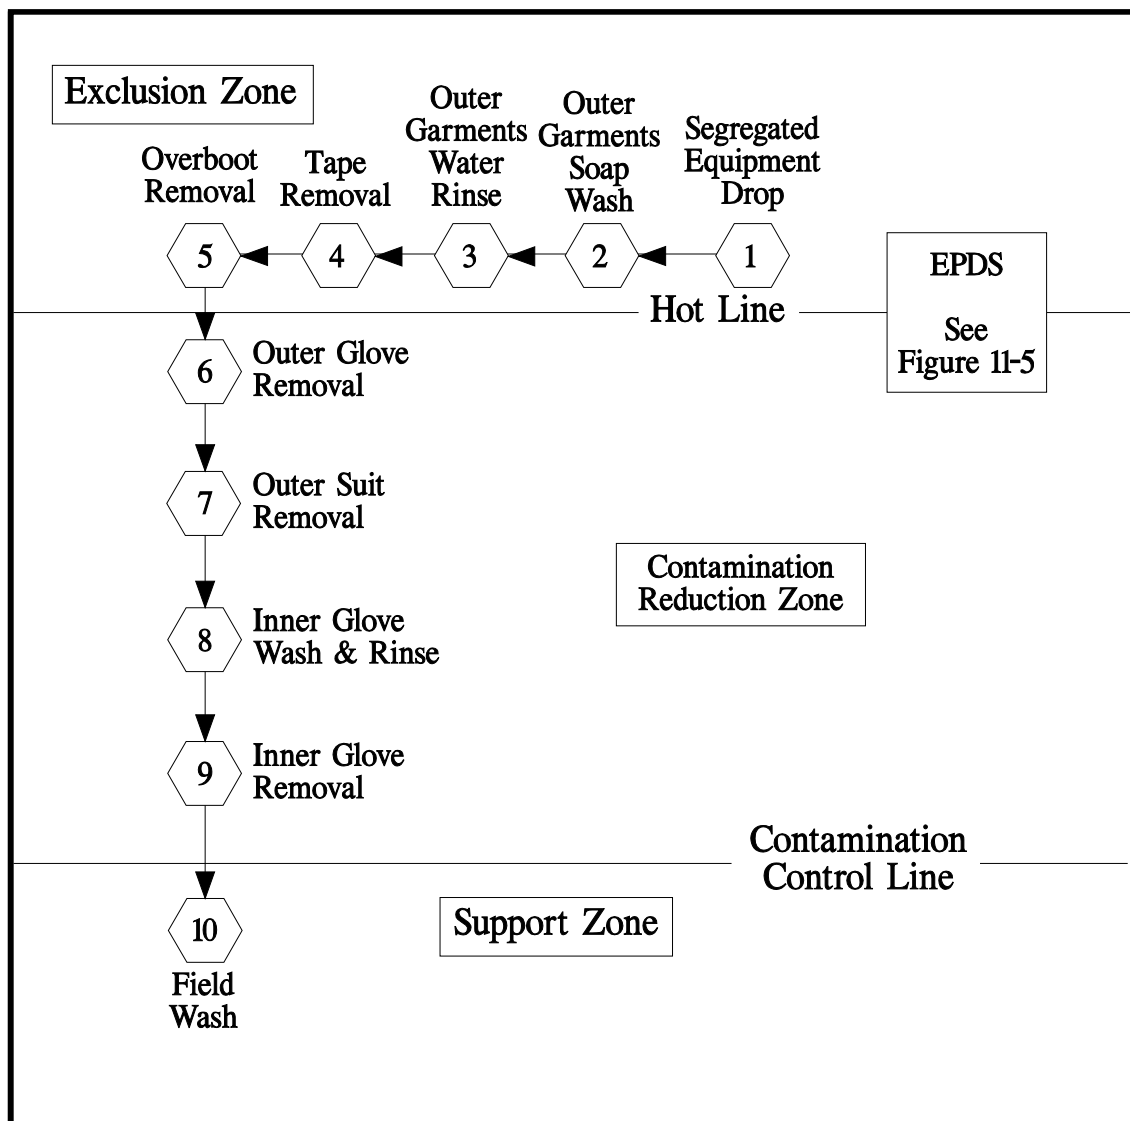 Exclusion Zone
Overboot
Removal
Tape
Removal
Outer
Garments
Water
Rinse
Outer
Garments
Soap
Wash
Segregated
Equipment
Drop
5
4
3
2
1
EPDS
See
Figure 11-5
Hot Line
6
Outer Glove
Removal
7
Outer Suit
Removal
Contamination
Reduction Zone
8
Inner Glove
Wash & Rinse
9
Inner Glove
Removal
Contamination
Control Line
Support Zone
10
Field
Wash